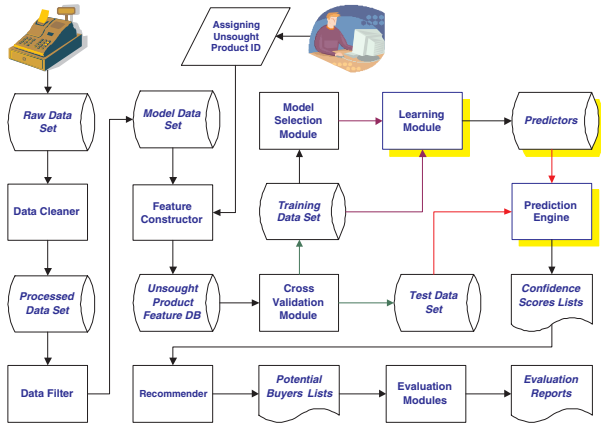 Assigning
Unsought
Product ID
Raw Data
Set
Model Data
Set
Model
Selection
Module
Learning
Module
Predictors
Data Cleaner
Feature
Constructor
Training
Data Set
Prediction
Engine
Processed
Data Set
Unsought
Product
Feature DB
Cross
Validation
Module
Test Data
Set
Confidence
Scores Lists
Data Filter
Recommender
Potential
Buyers Lists
Evaluation
Modules
Evaluation
Reports